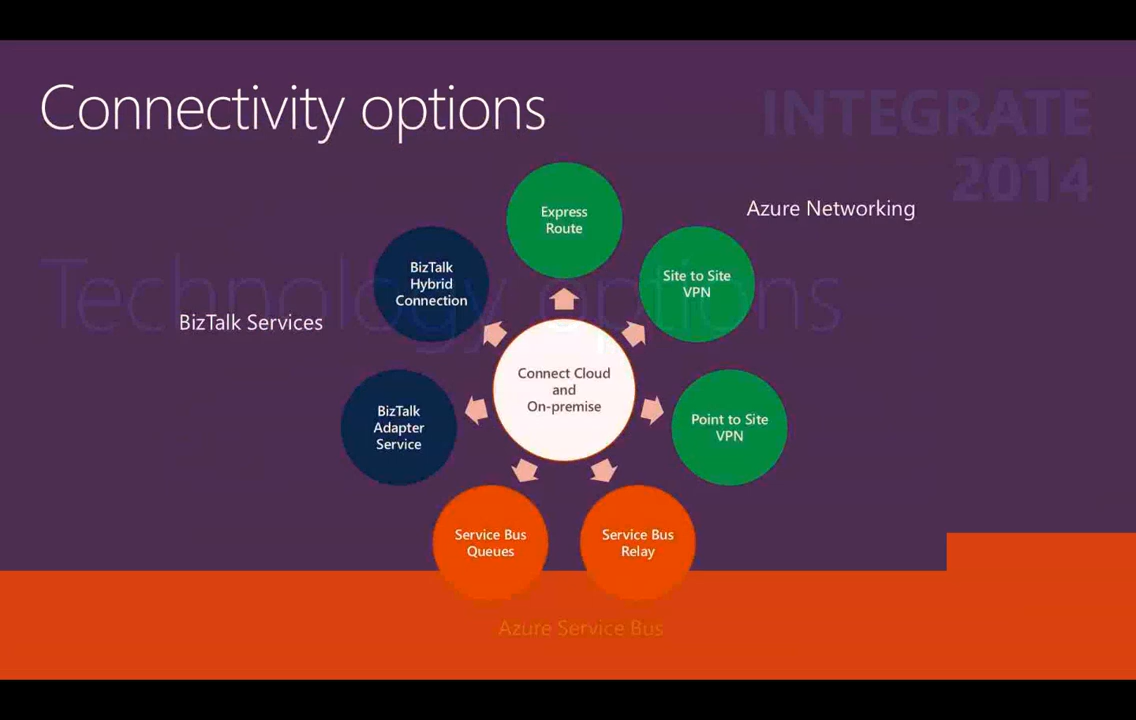 Connectivity options
INTEGRATE
2014
Express
Route
Azure Networking
BizTalk
Hybrid
Connection
Site to Site
VPN
Technology options
BizTalk Services
Connect Cloud
and
On-premise
BizTalk
Adapter
Service
Point to Site
VPN
Service Bus
Queues
Service Bus
Relay
Azure Service Bus